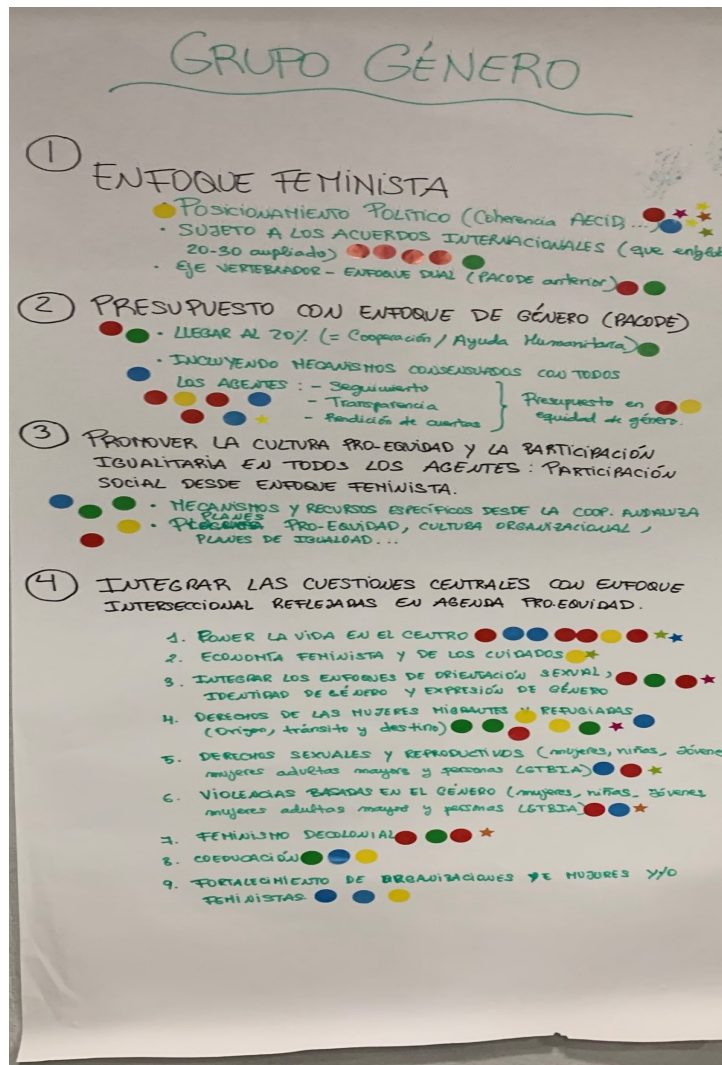 GRUPO GÉNERO
1 ENFOQUE FEMINISTA
· POSICIONAMIENTO POLÍTICO (Coherencia AECID, ...)
· SUJETO A LOS ACUERDOS INTERNACIONALES (que
20-30 ampliado)
· EJE VERTEBRADOR - ENFOQUE DUAL (PACODE anterior)
2 PRESUPUESTO CON ENFOQUE DE GÉNERO (PACODE)
· LLEGAR AL 20% (= Cooperación / Ayuda Humanitaria)
· INCLUYENDO MECANISMOS CONSENSUADOS CON TODOS
LOS AGENTES : - Seguimiento
- Transparencia
- Rendición de cuentas
Presupuesto en
equidad de género.
3 PROMOVER LA CULTURA PRO-EQUIDAD Y LA PARTICIPACIÓN
IGUALITARIA EN TODOS LOS AGENTES : PARTICIPACIÓN
SOCIAL DESDE ENFOQUE FEMINISTA.
· MECANISMOS Y RECURSOS ESPECÍFICOS DESDE LA COOP. ANDALUZA
PLANES
· PRO-EQUIDAD, CULTURA ORGANIZACIONAL,
PLANES DE IGUALDAD...
4 INTEGRAR LAS CUESTIONES CENTRALES CON ENFOQUE
INTERSECCIONAL REFLEJADAS EN AGENDA PRO.EQUIDAD.
1. PONER LA VIDA EN EL CENTRO
2. ECONOMÍA FEMINISTA Y DE LOS CUIDADOS
3. INTEGRAR LOS ENFOQUES DE ORIENTACIÓN SEXUAL,
IDENTIDAD DE GÉNERO Y EXPRESIÓN DE GÉNERO
4. DERECHOS DE LAS MUJERES MIGRANTES Y REFUGIADAS
(Origen, tránsito y destino)
5. DERECHOS SEXUALES Y REPRODUCTIVOS (mujeres, niñas, Jóvene
mujeres adultas mayors y personas LGTBIA)
6. VIOLENCIAS BASADAS EN EL GÉNERO (mujeres, niñas, Jóvenes
mujeres adultas mayors y personas LGTBIA)
7. FEMINISMO DECOLONIAL
8. COEDUCACIÓN
9. FORTALECIMIENTO DE ORGANIZACIONES DE MUJERES Y/O
FEMINISTAS